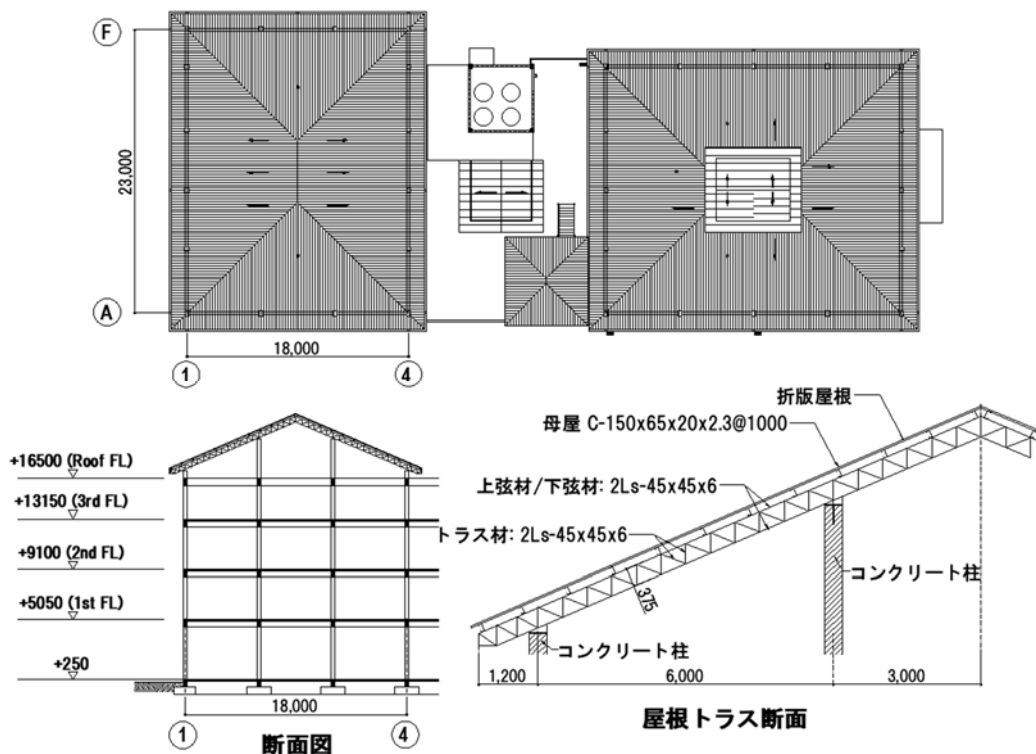 F
23,000
A
18,000
1
4
+16500 (Roof FL)
+13150 (3rd FL)
+9100 (2nd FL)
+5050 (1st FL)
+250
18,000
1
4
断面図
折版屋根
母屋 C-150x65x20x2.3@1000
上弦材/下弦材: 2Ls-45x45x6
トラス材: 2Ls-45x45x6
375
コンクリート柱
コンクリート柱
1,200
6,000
3,000
屋根トラス断面